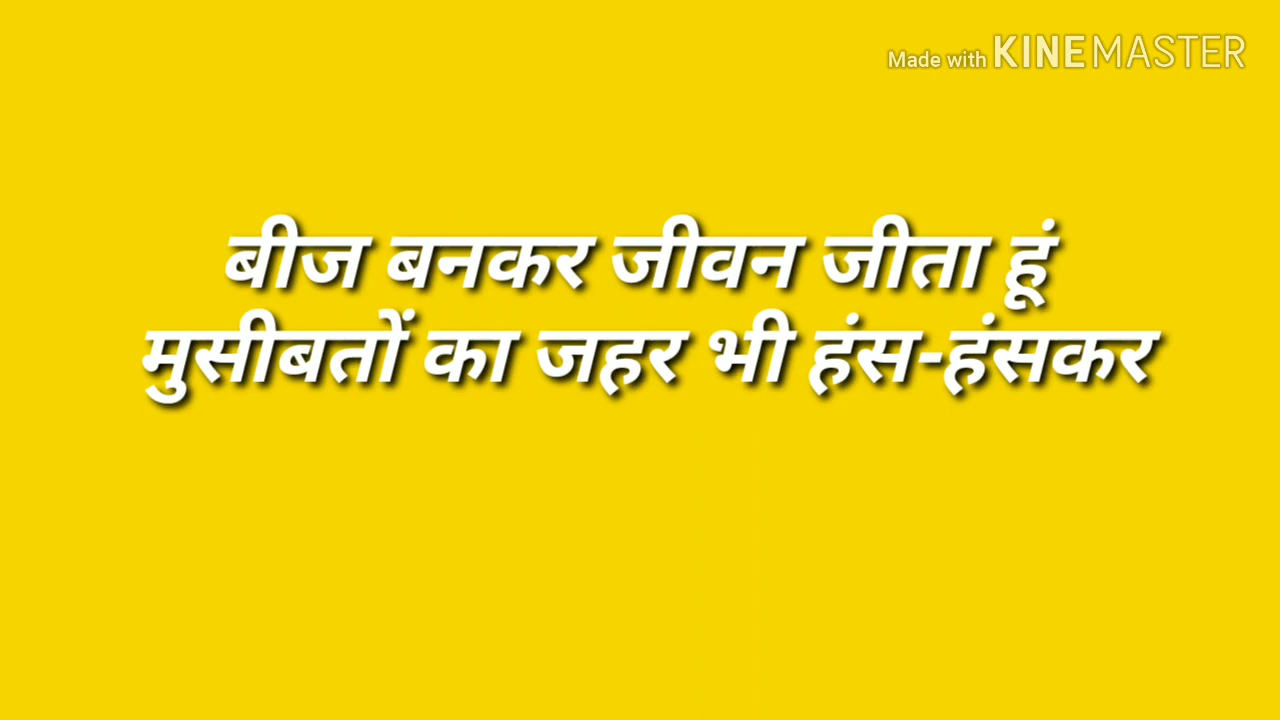 Made with KINEMASTER
बीज बनकर जीवन जीता हूं
मुसीबतों का जहर भी हंस-हंसकर